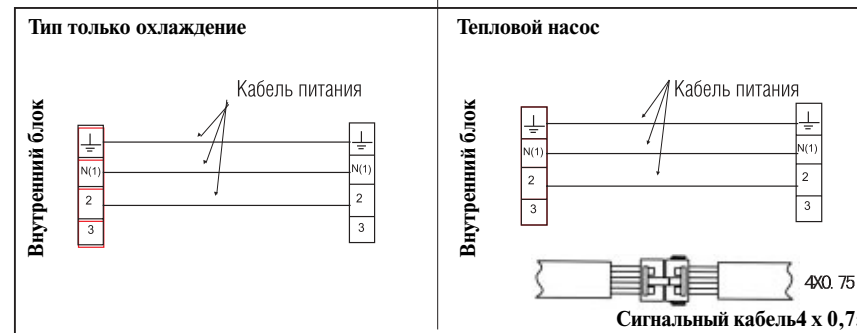 Тип только охлаждение
Кабель питания
Внутренний блок
N(1)
2
3
N(1)
2
3
Тепловой насос
Кабель питания
Внутренний блок
N(1)
2
3
N(1)
2
3
4X0. 75
Сигнальный кабель4 x 0,7